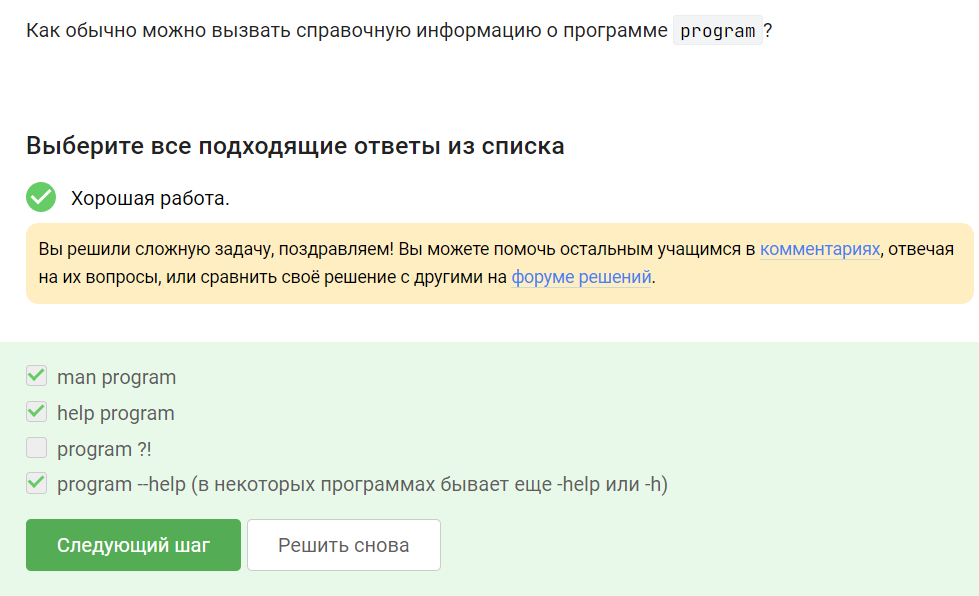 Как обычно можно вызвать справочную информацию о программе program?
Выберите все подходящие ответы из списка
Хорошая работа.
Вы решили сложную задачу, поздравляем! Вы можете помочь остальным учащимся в комментариях, отвечая
на их вопросы, или сравнить своё решение с другими на форуме решений.
man program
help program
program ?!
program --help (в некоторых программах бывает еще -help или -h)
Следующий шаг
Решить снова